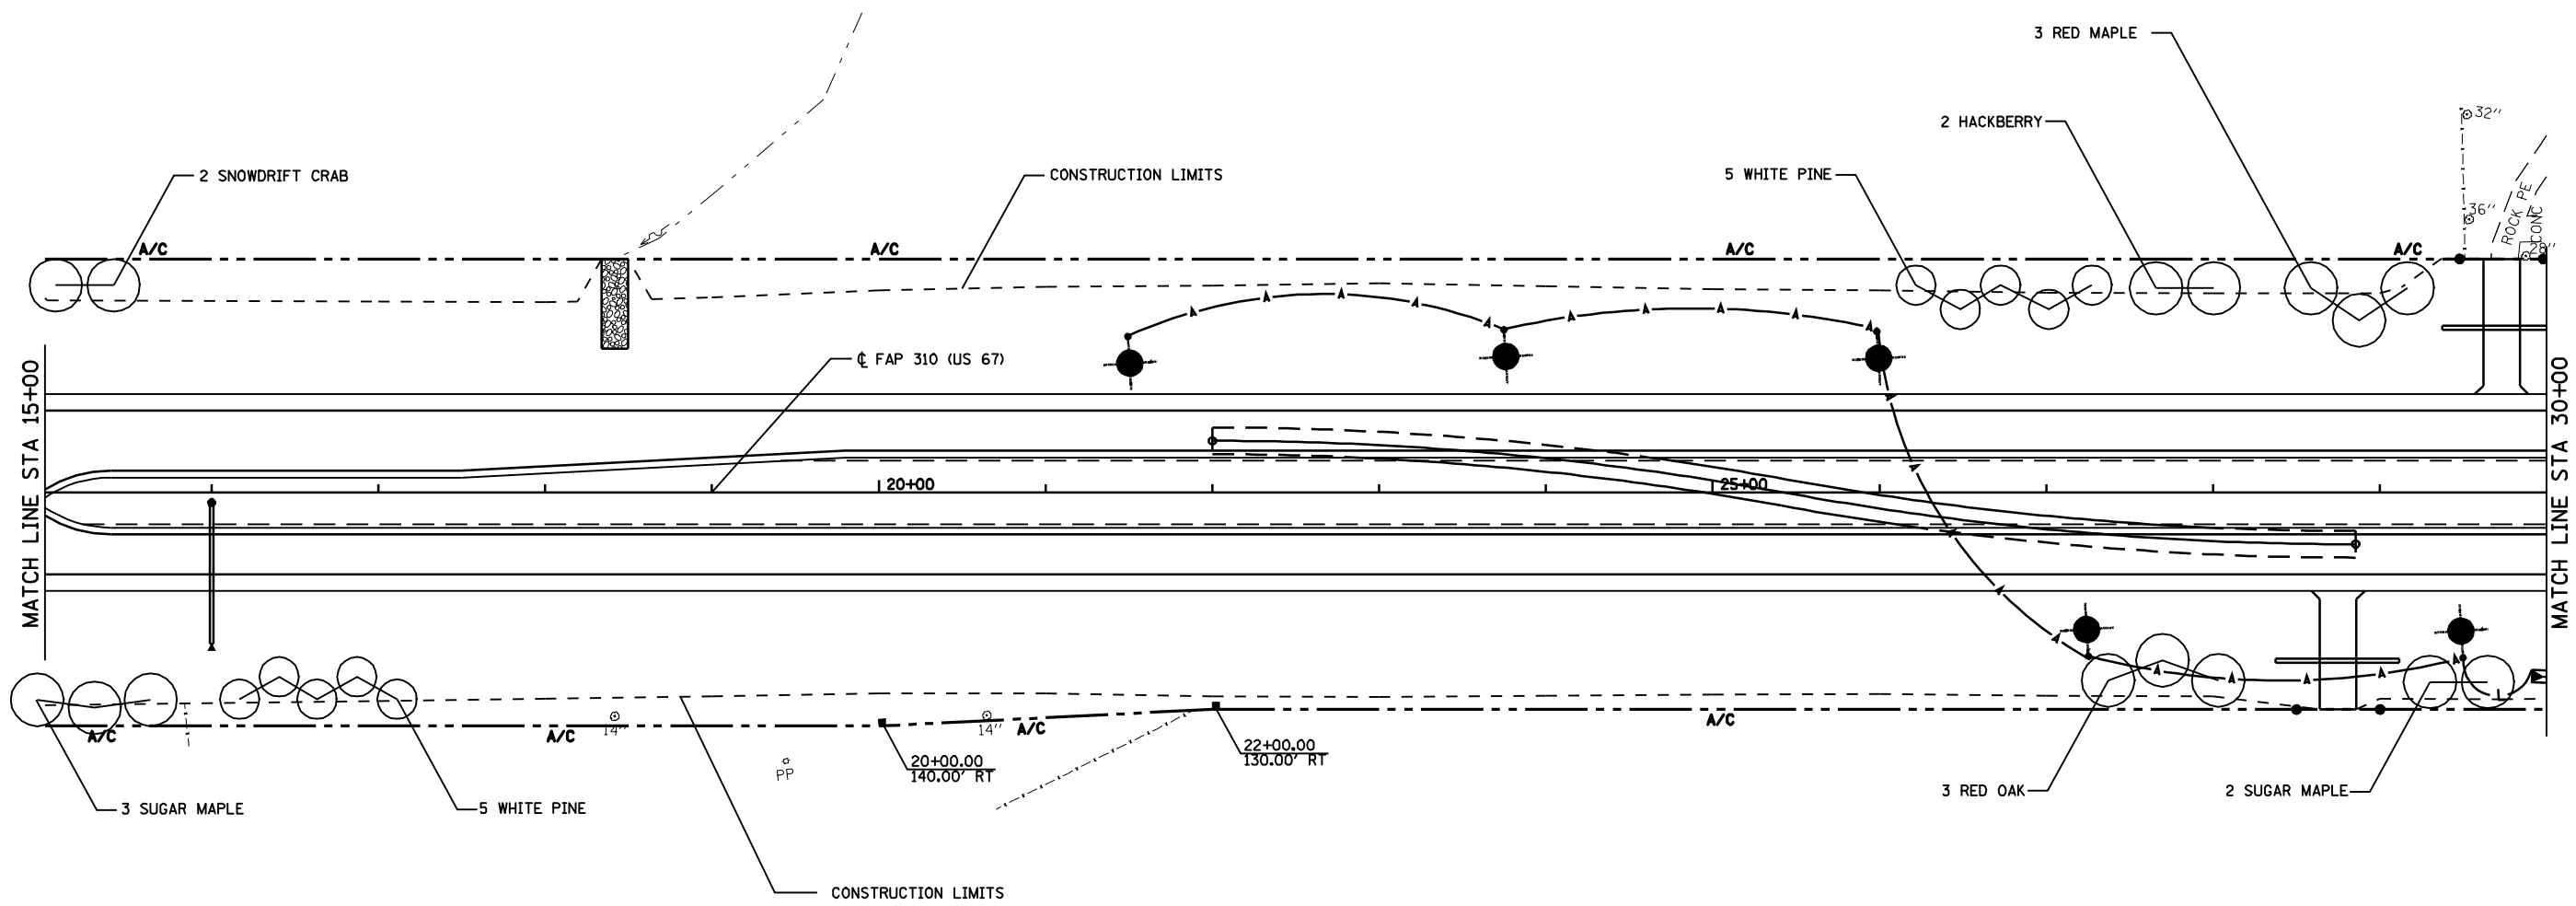 3 RED MAPLE
32"
2 HACKBERRY
2 SNOWDRIFT CRAB
CONSTRUCTION LIMITS
5 WHITE PINE
36"
ROCK PE
CONC
28"
A/C
A/C
A/C
A/C
MATCH LINE STA 15+00
℄ FAP 310 (US 67)
MATCH LINE STA 30+00
20+00
25+00
A/C
A/C
14"
14"
A/C
A/C
20+00.00
140.00' RT
22+00.00
130.00' RT
PP
3 SUGAR MAPLE
5 WHITE PINE
3 RED OAK
2 SUGAR MAPLE
CONSTRUCTION LIMITS